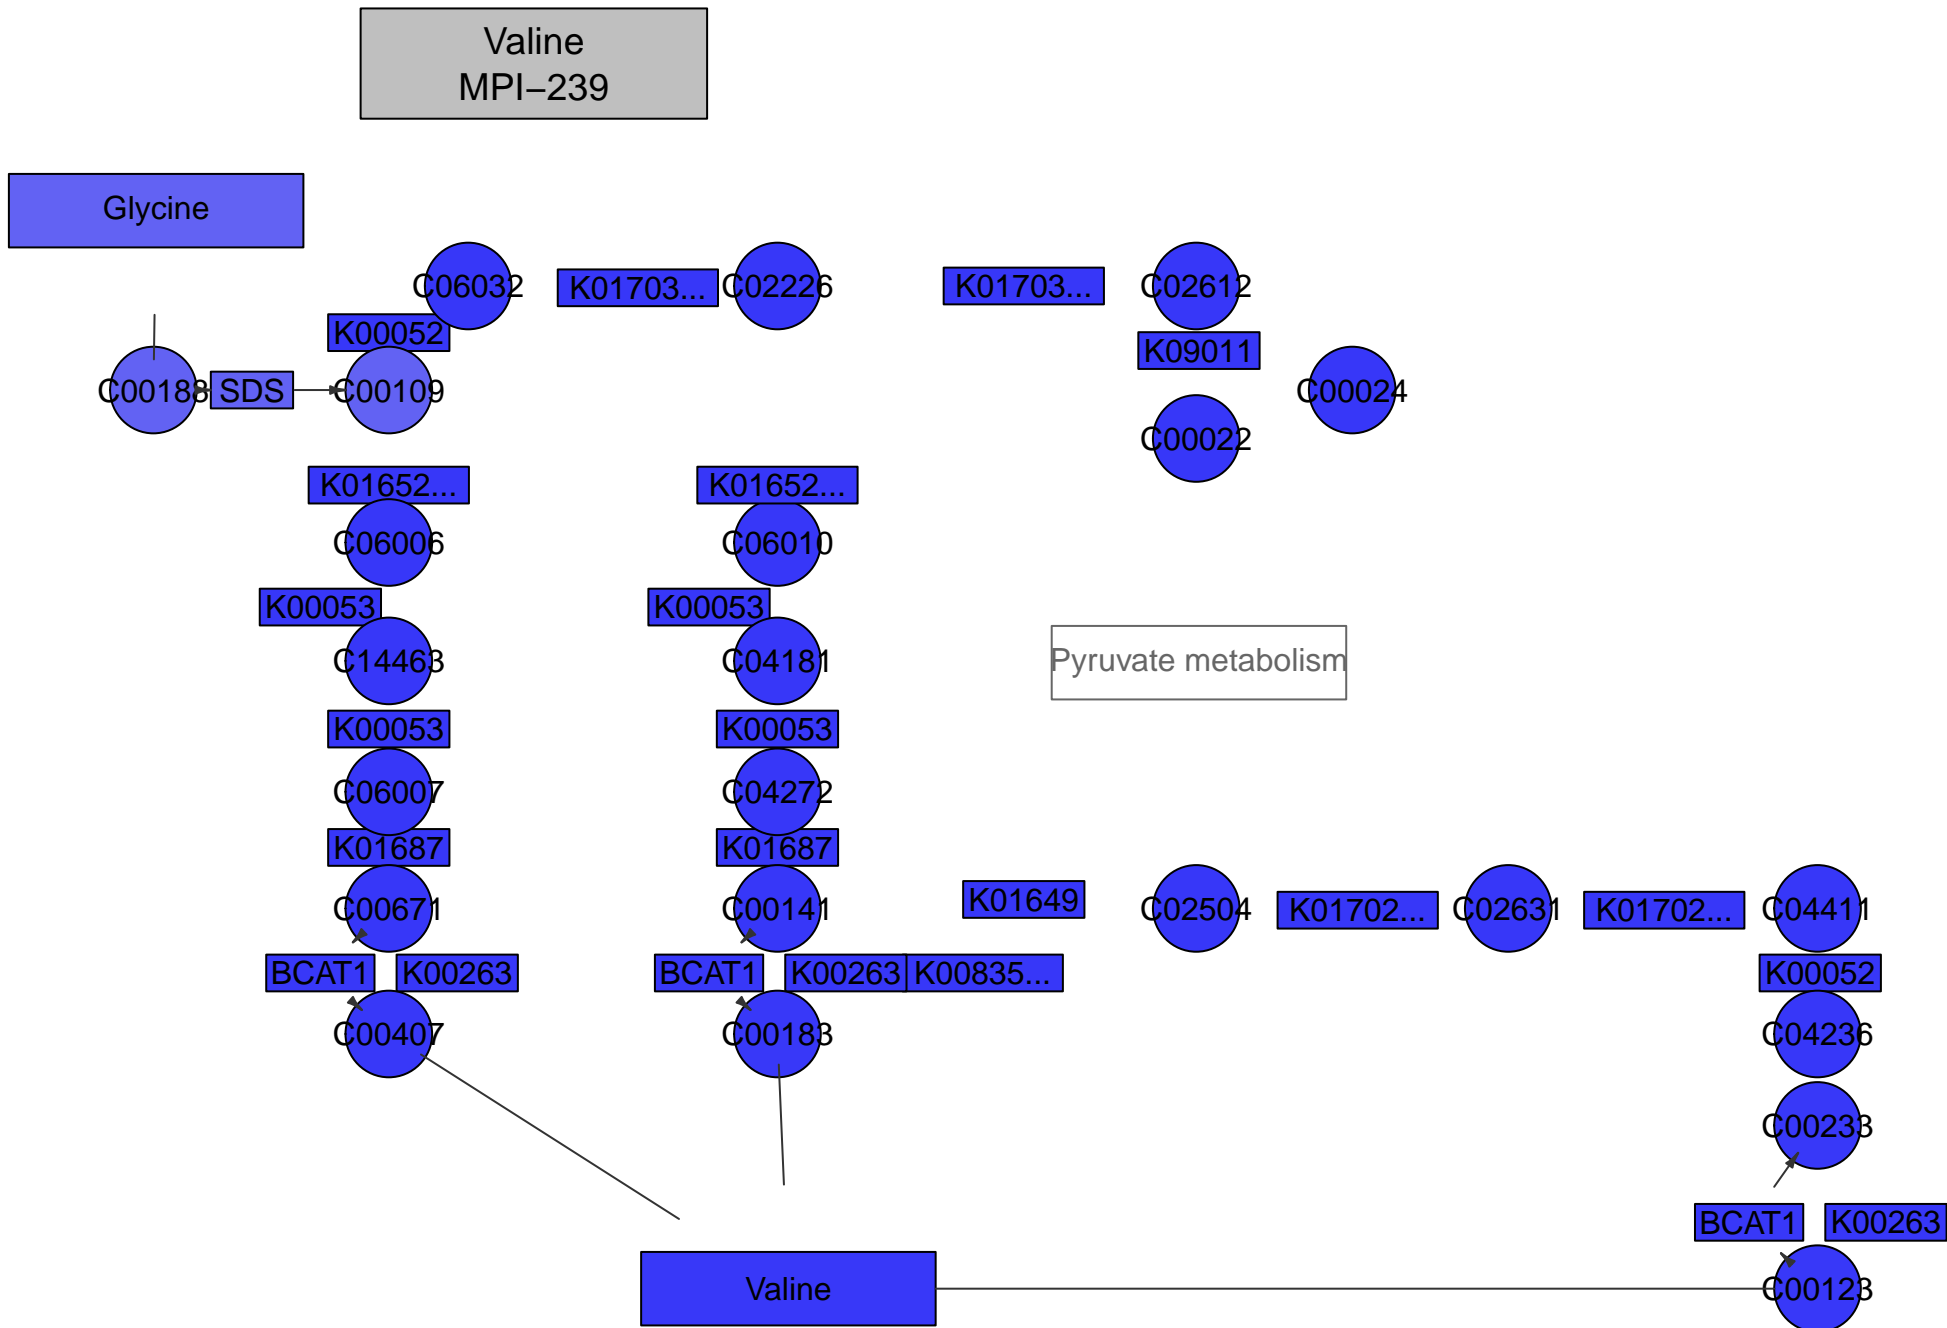 Valine
MPI−239
Glycine
C06032
K01703...
C02226
K01703...
C02612
K00052
K09011
C00188
SDS
C00109
C00024
C00022
K01652...
K01652...
C06006
C06010
K00053
K00053
C14463
C04181
Pyruvate metabolism
K00053
K00053
C06007
C04272
K01687
K01687
C00671
C00141
K01649
C02504
K01702...
C02631
K01702...
C04411
BCAT1
K00263
BCAT1
K00263
K00835...
K00052
C00407
C00183
C04236
C00233
BCAT1
K00263
Valine
C00123